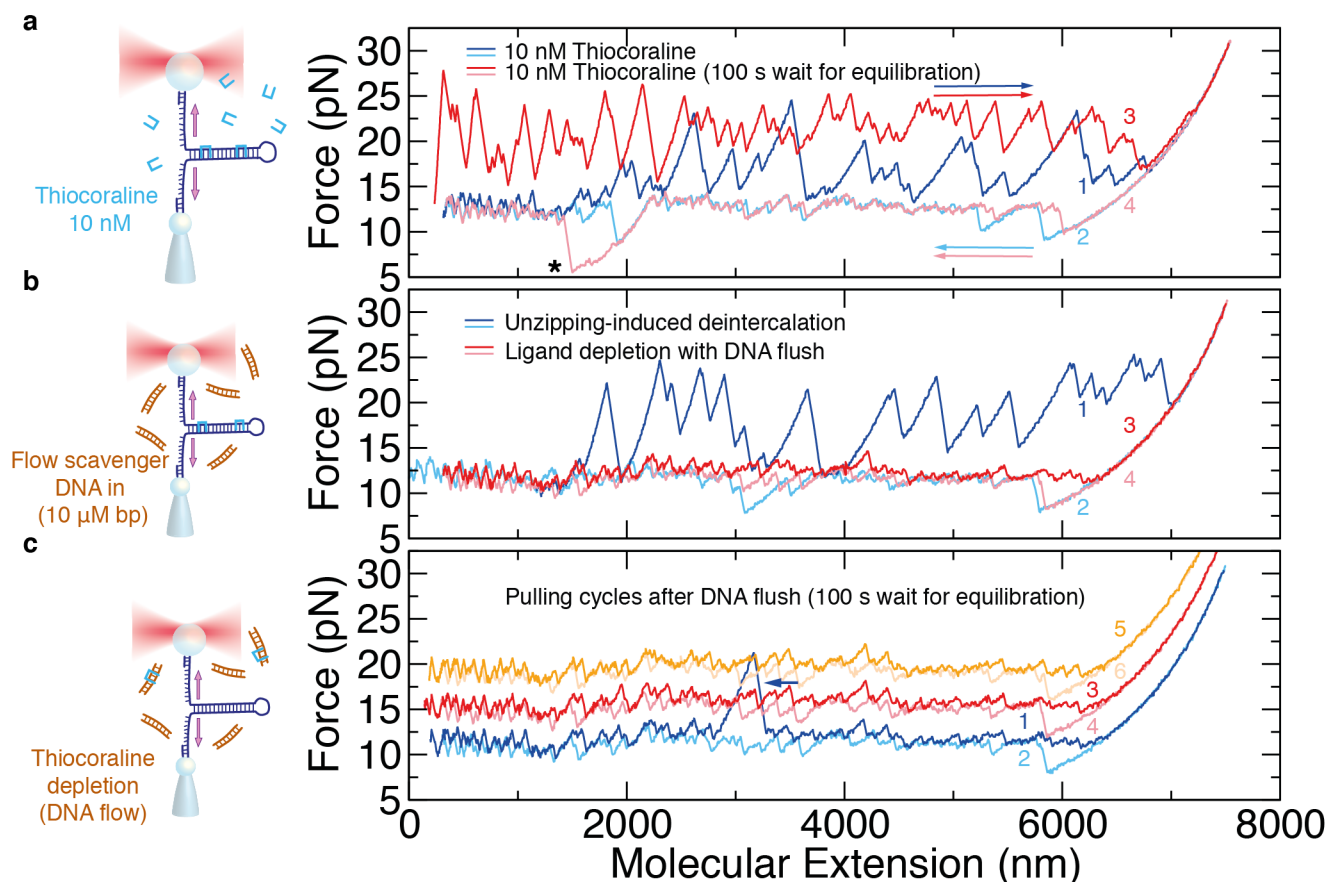 a
Thiocoraline
10 nM
Force (pN)
30
25
20
15
10
5
10 nM Thiocoraline
10 nM Thiocoraline (100 s wait for equilibration)
3
1
4
2
*
b
Flow scavenger
DNA in
(10 µM bp)
Force (pN)
30
25
20
15
10
5
Unzipping-induced deintercalation
Ligand depletion with DNA flush
1
3
4
2
c
Thiocoraline
depletion
(DNA flow)
Force (pN)
30
25
20
15
10
5
Pulling cycles after DNA flush (100 s wait for equilibration)
5
6
3
1
4
2
0 2000 4000 6000 8000
Molecular Extension (nm)